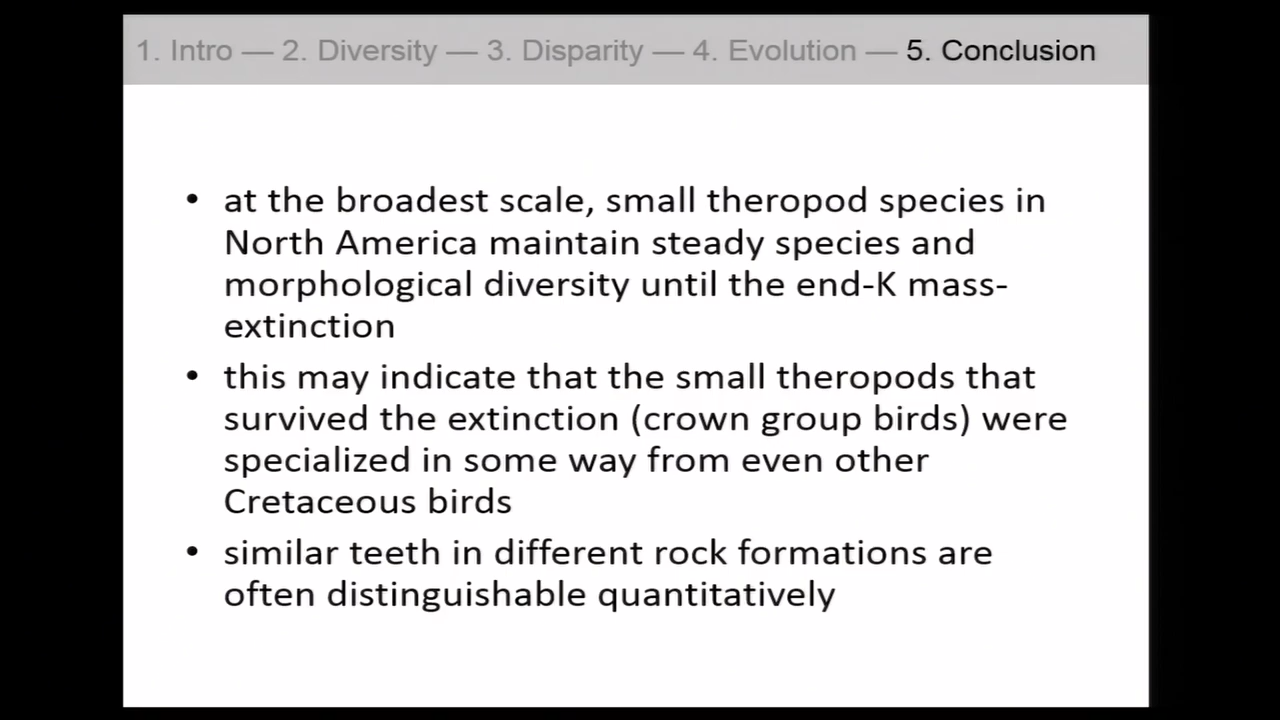 1. Intro — 2. Diversity — 3. Disparity — 4. Evolution — 5. Conclusion
• at the broadest scale, small theropod species in
North America maintain steady species and
morphological diversity until the end-K mass-
extinction
• this may indicate that the small theropods that
survived the extinction (crown group birds) were
specialized in some way from even other
Cretaceous birds
• similar teeth in different rock formations are
often distinguishable quantitatively